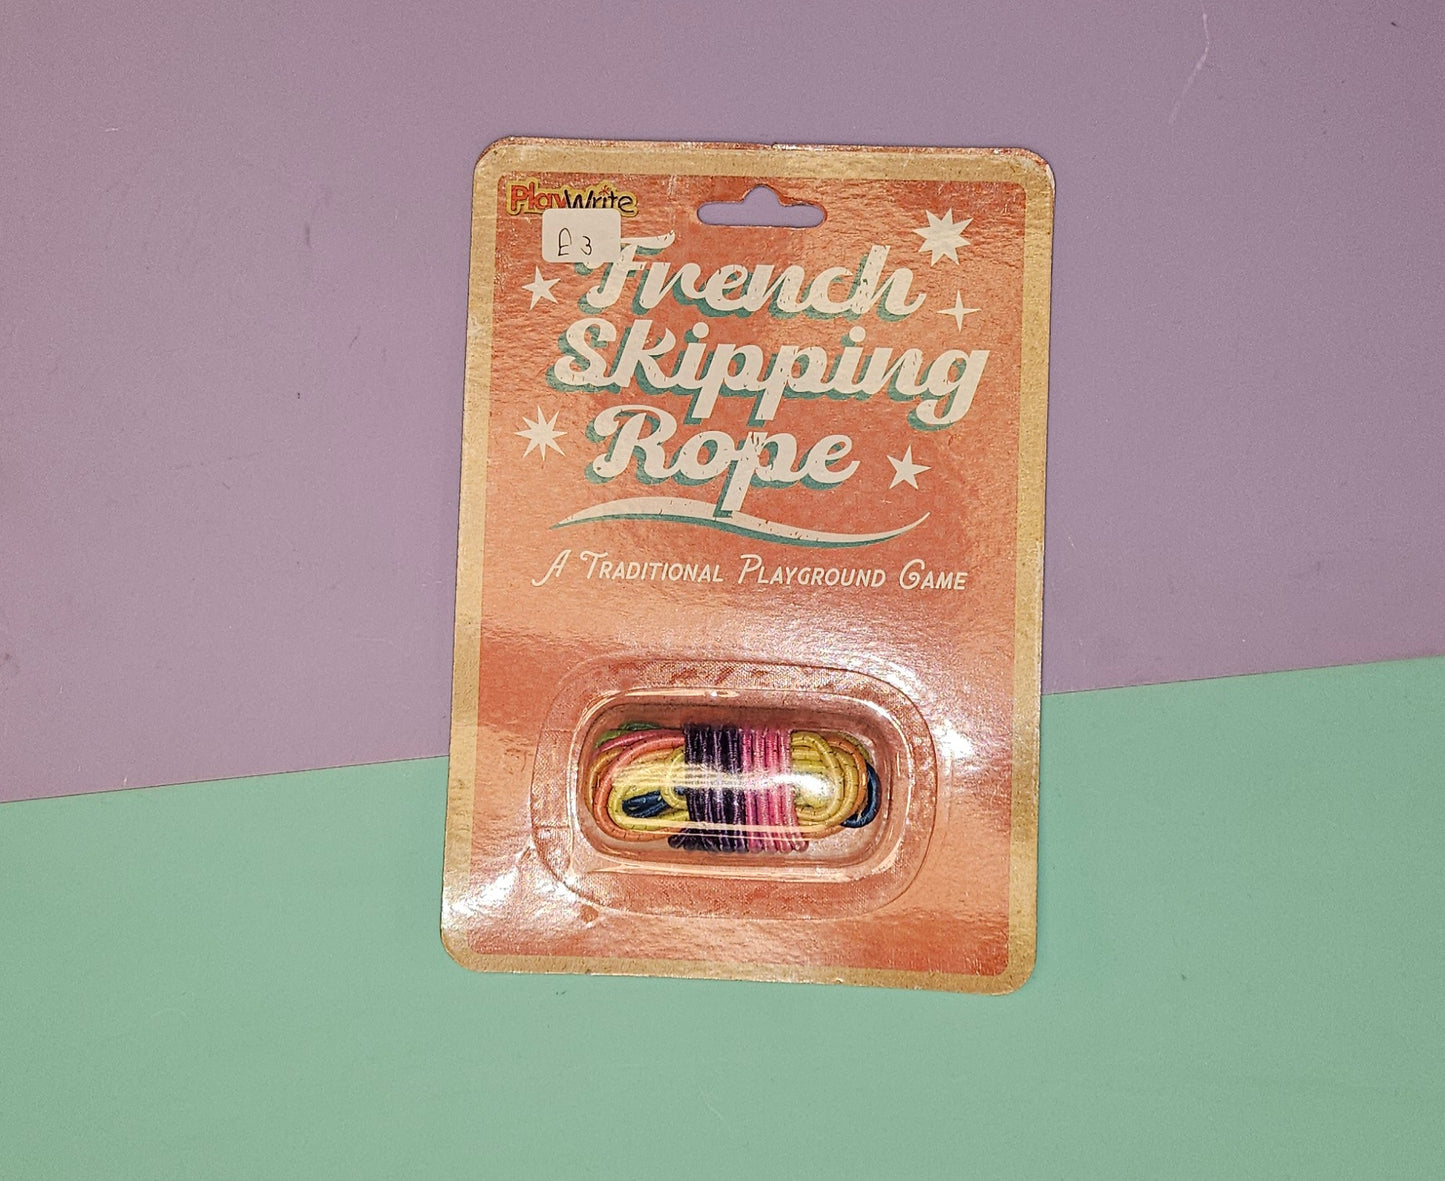 PlayWrite
£3
French
Skipping
Rope
A Traditional Playground Game